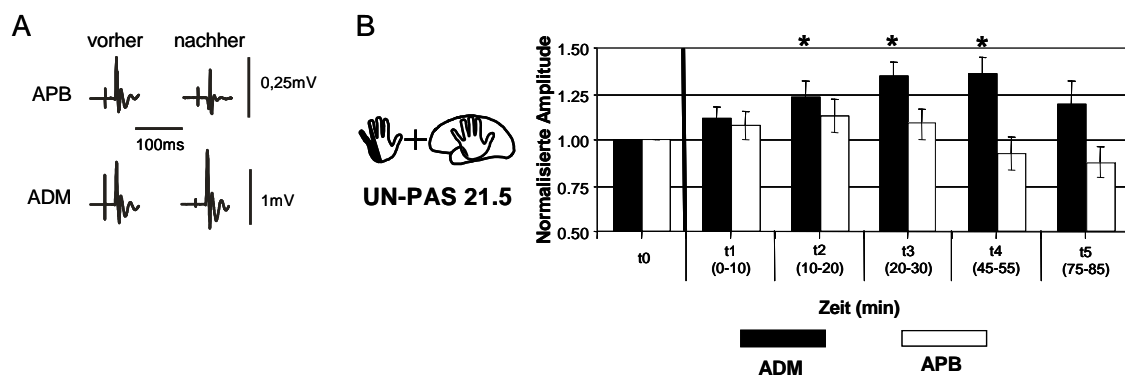 A
vorher nachher
APB
0,25mV
100ms
ADM
1mV
B
UN-PAS 21.5
Normalisierte Amplitude
1.50
1.25
1.00
0.75
0.50
* * *
t0 t1 t2 t3 t4 t5
(0-10) (10-20) (20-30) (45-55) (75-85)
Zeit (min)
ADM APB